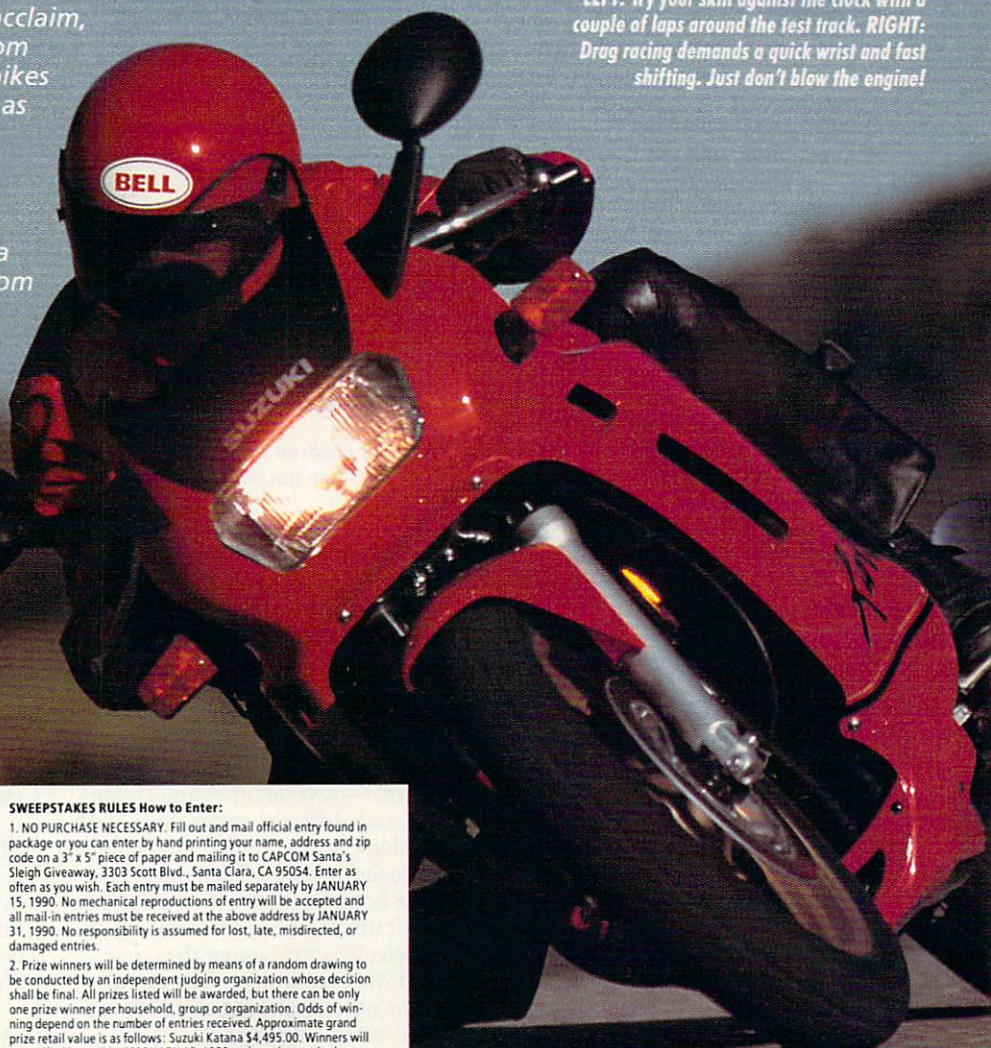 acclaim,
om
ikes
as
a
om
LEFT: Try your skill against the clock with a
couple of laps around the test track. RIGHT:
Drag racing demands a quick wrist and fast
shifting. Just don't blow the engine!
BELL
SUZUKI
SWEEPSTAKES RULES How to Enter:
1. NO PURCHASE NECESSARY. Fill out and mail official entry found in
package or you can enter by hand printing your name, address and zip
code on a 3" x 5" piece of paper and mailing it to CAPCOM Santa's
Sleigh Giveaway, 3303 Scott Blvd., Santa Clara, CA 95054. Enter as
often as you wish. Each entry must be mailed separately by JANUARY
15, 1990. No mechanical reproductions of entry will be accepted and
all mail-in entries must be received at the above address by JANUARY
31, 1990. No responsibility is assumed for lost, late, misdirected, or
damaged entries.
2. Prize winners will be determined by means of a random drawing to
be conducted by an independent judging organization whose decision
shall be final. All prizes listed will be awarded, but there can be only
one prize winner per household, group or organization. Odds of win-
ning depend on the number of entries received. Approximate grand
prize retail value is as follows: Suzuki Katana $4,495.00. Winners will